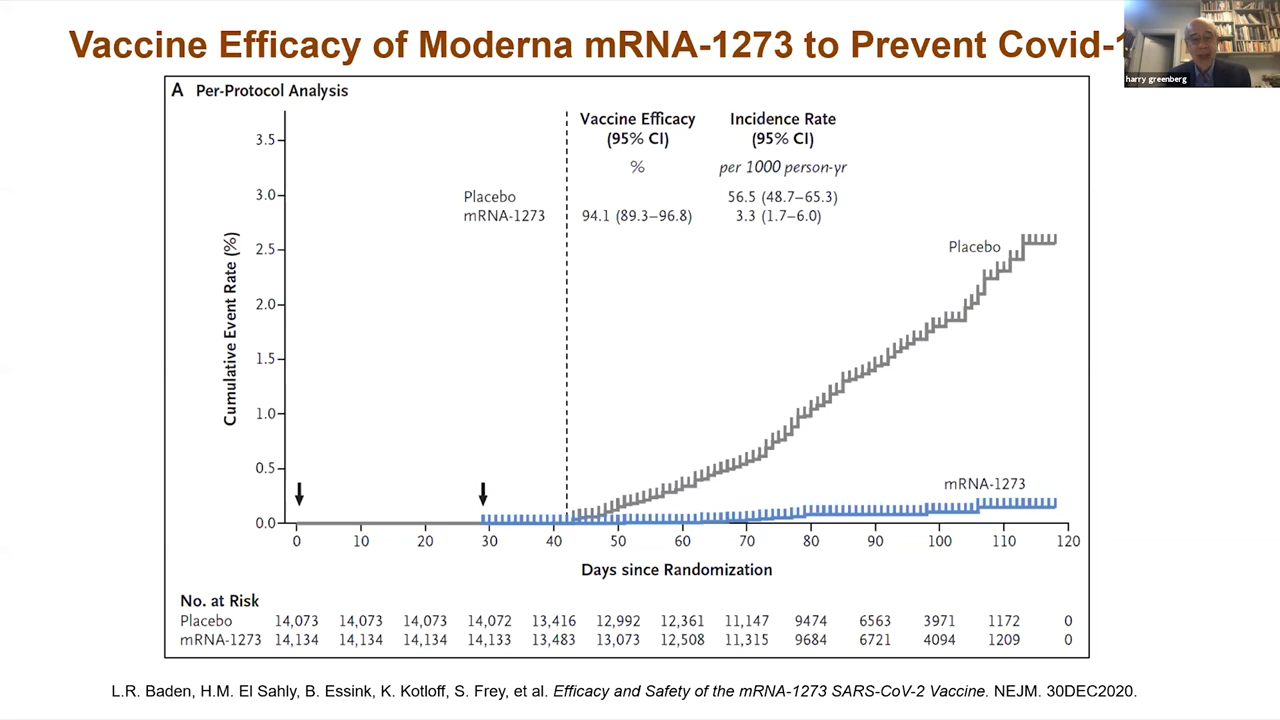 Vaccine Efficacy of Moderna mRNA-1273 to Prevent Covid-1
harry greenberg
A Per-Protocol Analysis
Vaccine Efficacy Incidence Rate
(95% CI) (95% CI)
% per 1000 person-yr
Placebo 56.5 (48.7–65.3)
mRNA-1273 94.1 (89.3–96.8) 3.3 (1.7–6.0)
Cumulative Event Rate (%)
3.5
3.0
2.5
2.0
1.5
1.0
0.5
0.0
Placebo
mRNA-1273
0 10 20 30 40 50 60 70 80 90 100 110 120
Days since Randomization
No. at Risk
Placebo 14,073 14,073 14,073 14,072 13,416 12,992 12,361 11,147 9474 6563 3971 1172 0
mRNA-1273 14,134 14,134 14,134 14,133 13,483 13,073 12,508 11,315 9684 6721 4094 1209 0
L.R. Baden, H.M. El Sahly, B. Essink, K. Kotloff, S. Frey, et al. Efficacy and Safety of the mRNA-1273 SARS-CoV-2 Vaccine. NEJM. 30DEC2020.